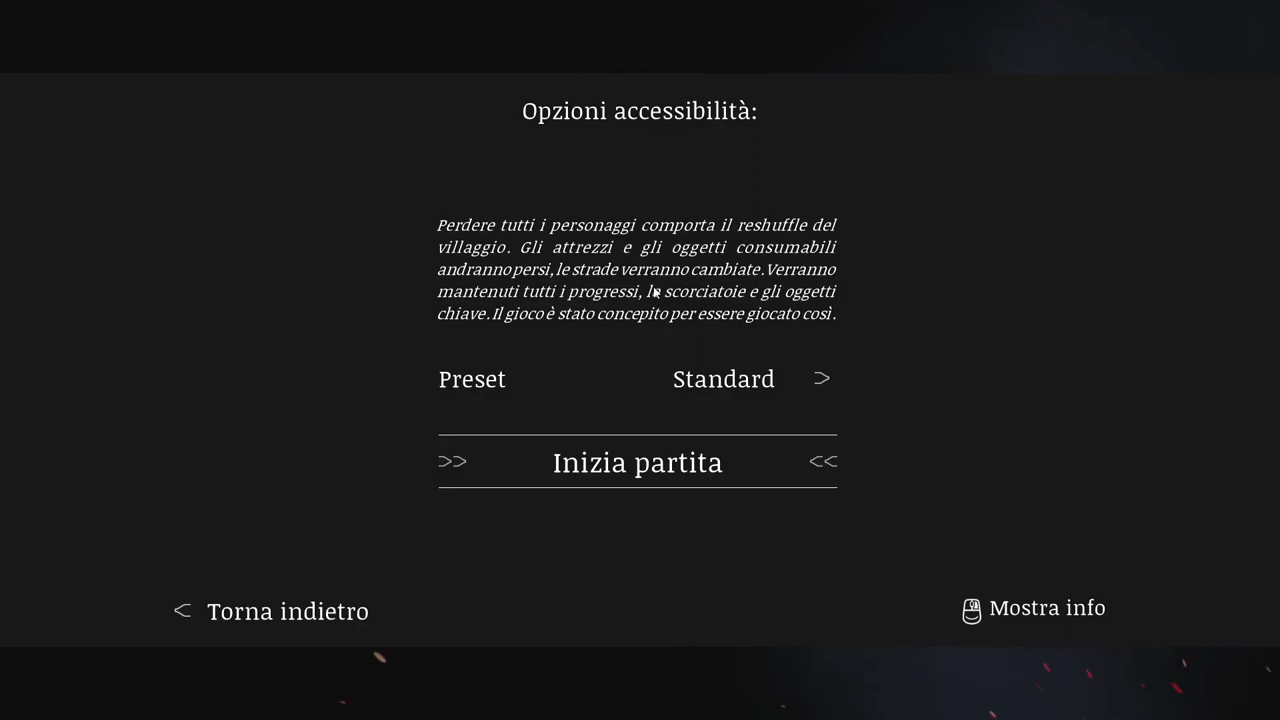 Opzioni accessibilità:
Perdere tutti i personaggi comporta il reshuffle del
villaggio. Gli attrezzi e gli oggetti consumabili
andranno persi, le strade verranno cambiate. Verranno
mantenuti tutti i progressi, le scorciatoie e gli oggetti
chiave. Il gioco è stato concepito per essere giocato così.
Preset Standard >
>> Inizia partita <<
< Torna indietro
Mostra info